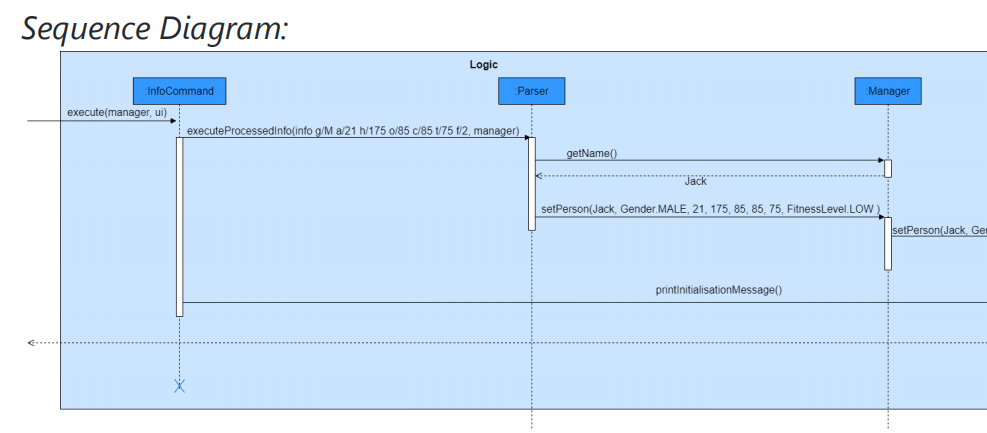 Sequence Diagram:
Logic
:InfoCommand
:Parser
:Manager
execute(manager, ui)
executeProcessedInfo(info g/M a/21 h/175 o/85 c/85 t/75 f/2, manager)
getName()
Jack
setPerson(Jack, Gender.MALE, 21, 175, 85, 85, 75, FitnessLevel.LOW )
setPerson(Jack, Ge
printInitialisationMessage()